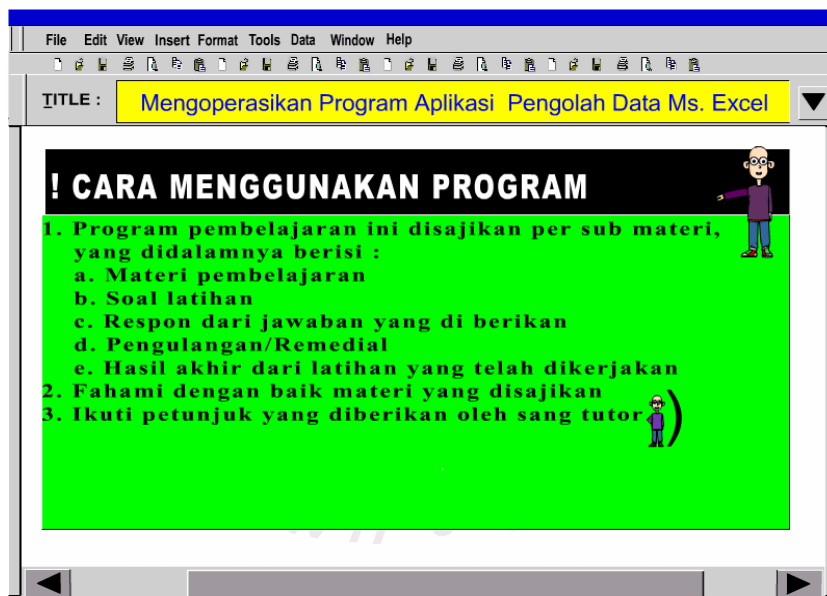 File Edit View Insert Format Tools Data Window Help
TITLE : Mengoperasikan Program Aplikasi Pengolah Data Ms. Excel
! CARA MENGGUNAKAN PROGRAM
1. Program pembelajaran ini disajikan per sub materi,
yang didalamnya berisi :
a. Materi pembelajaran
b. Soal latihan
c. Respon dari jawaban yang di berikan
d. Pengulangan/Remedial
e. Hasil akhir dari latihan yang telah dikerjakan
2. Fahami dengan baik materi yang disajikan
3. Ikuti petunjuk yang diberikan oleh sang tutor )